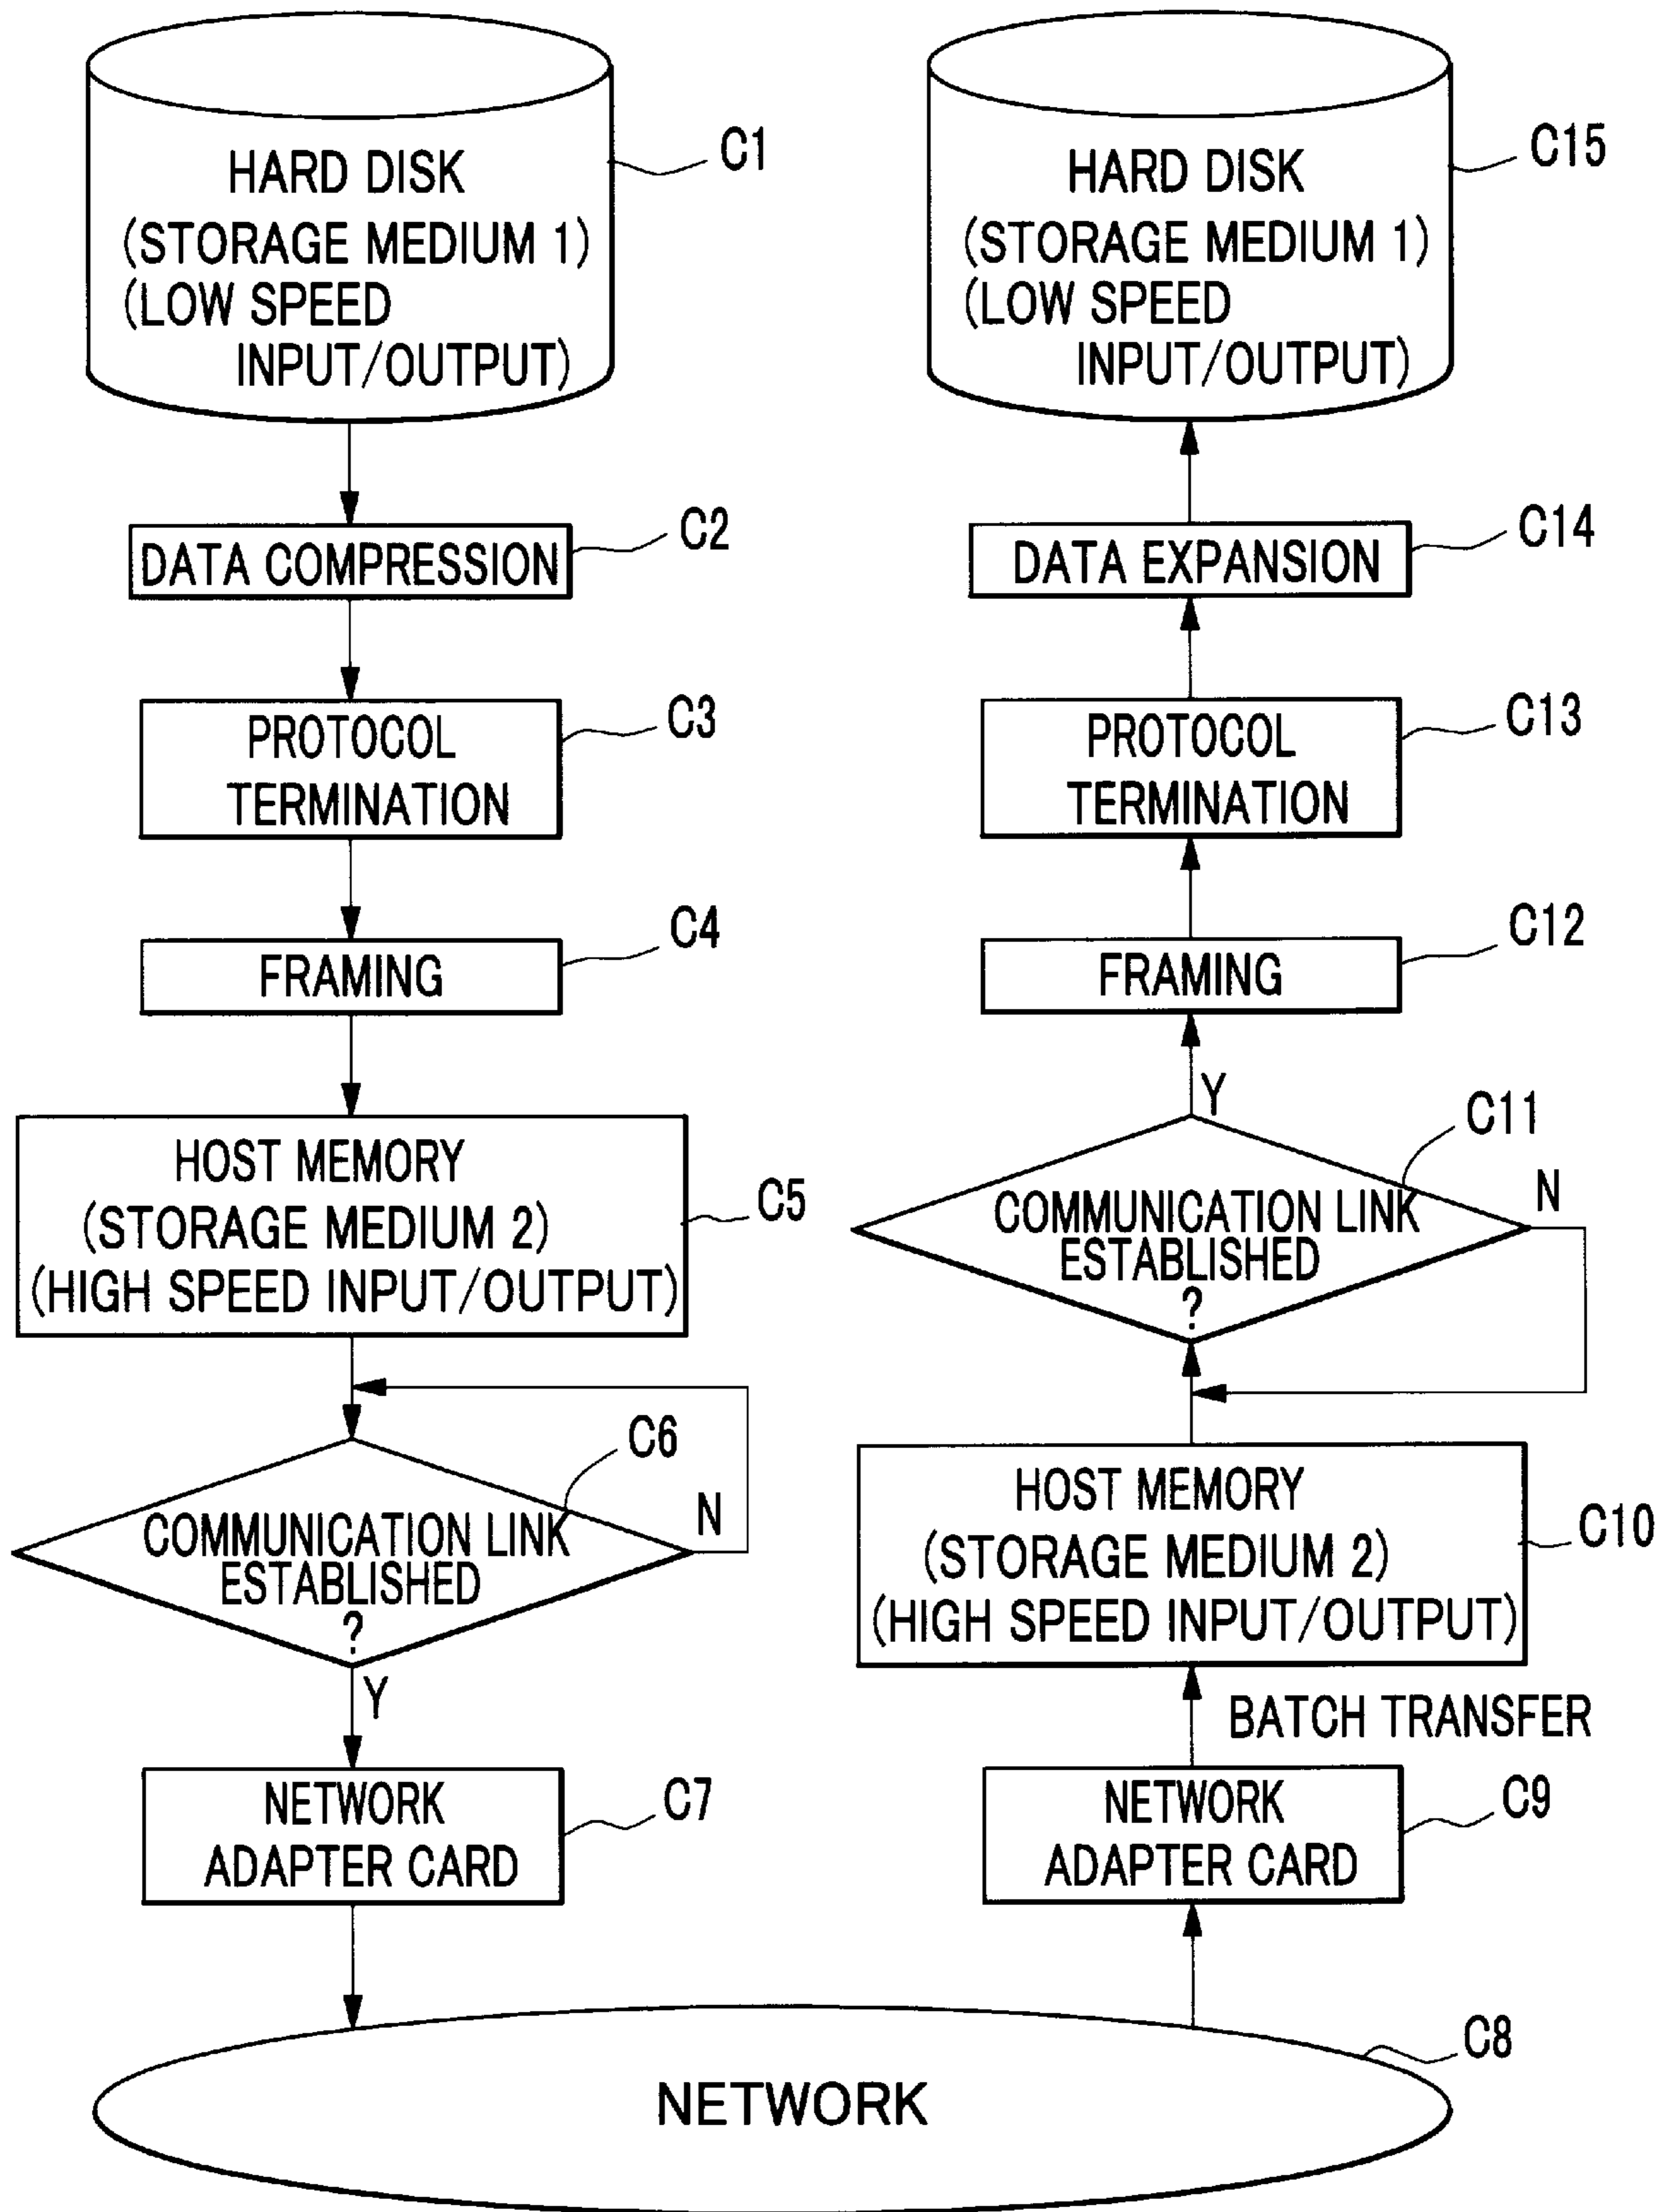 HARD DISK
(STORAGE MEDIUM 1)
(LOW SPEED
INPUT/OUTPUT)
C1
DATA COMPRESSION
C2
PROTOCOL
TERMINATION
C3
FRAMING
C4
HOST MEMORY
(STORAGE MEDIUM 2)
(HIGH SPEED INPUT/OUTPUT)
C5
COMMUNICATION LINK
ESTABLISHED
?
C6
N
Y
NETWORK
ADAPTER CARD
C7
NETWORK
C8
HARD DISK
(STORAGE MEDIUM 1)
(LOW SPEED
INPUT/OUTPUT)
C15
DATA EXPANSION
C14
PROTOCOL
TERMINATION
C13
FRAMING
C12
Y
COMMUNICATION LINK
ESTABLISHED
?
C11
N
HOST MEMORY
(STORAGE MEDIUM 2)
(HIGH SPEED INPUT/OUTPUT)
C10
BATCH TRANSFER
NETWORK
ADAPTER CARD
C9